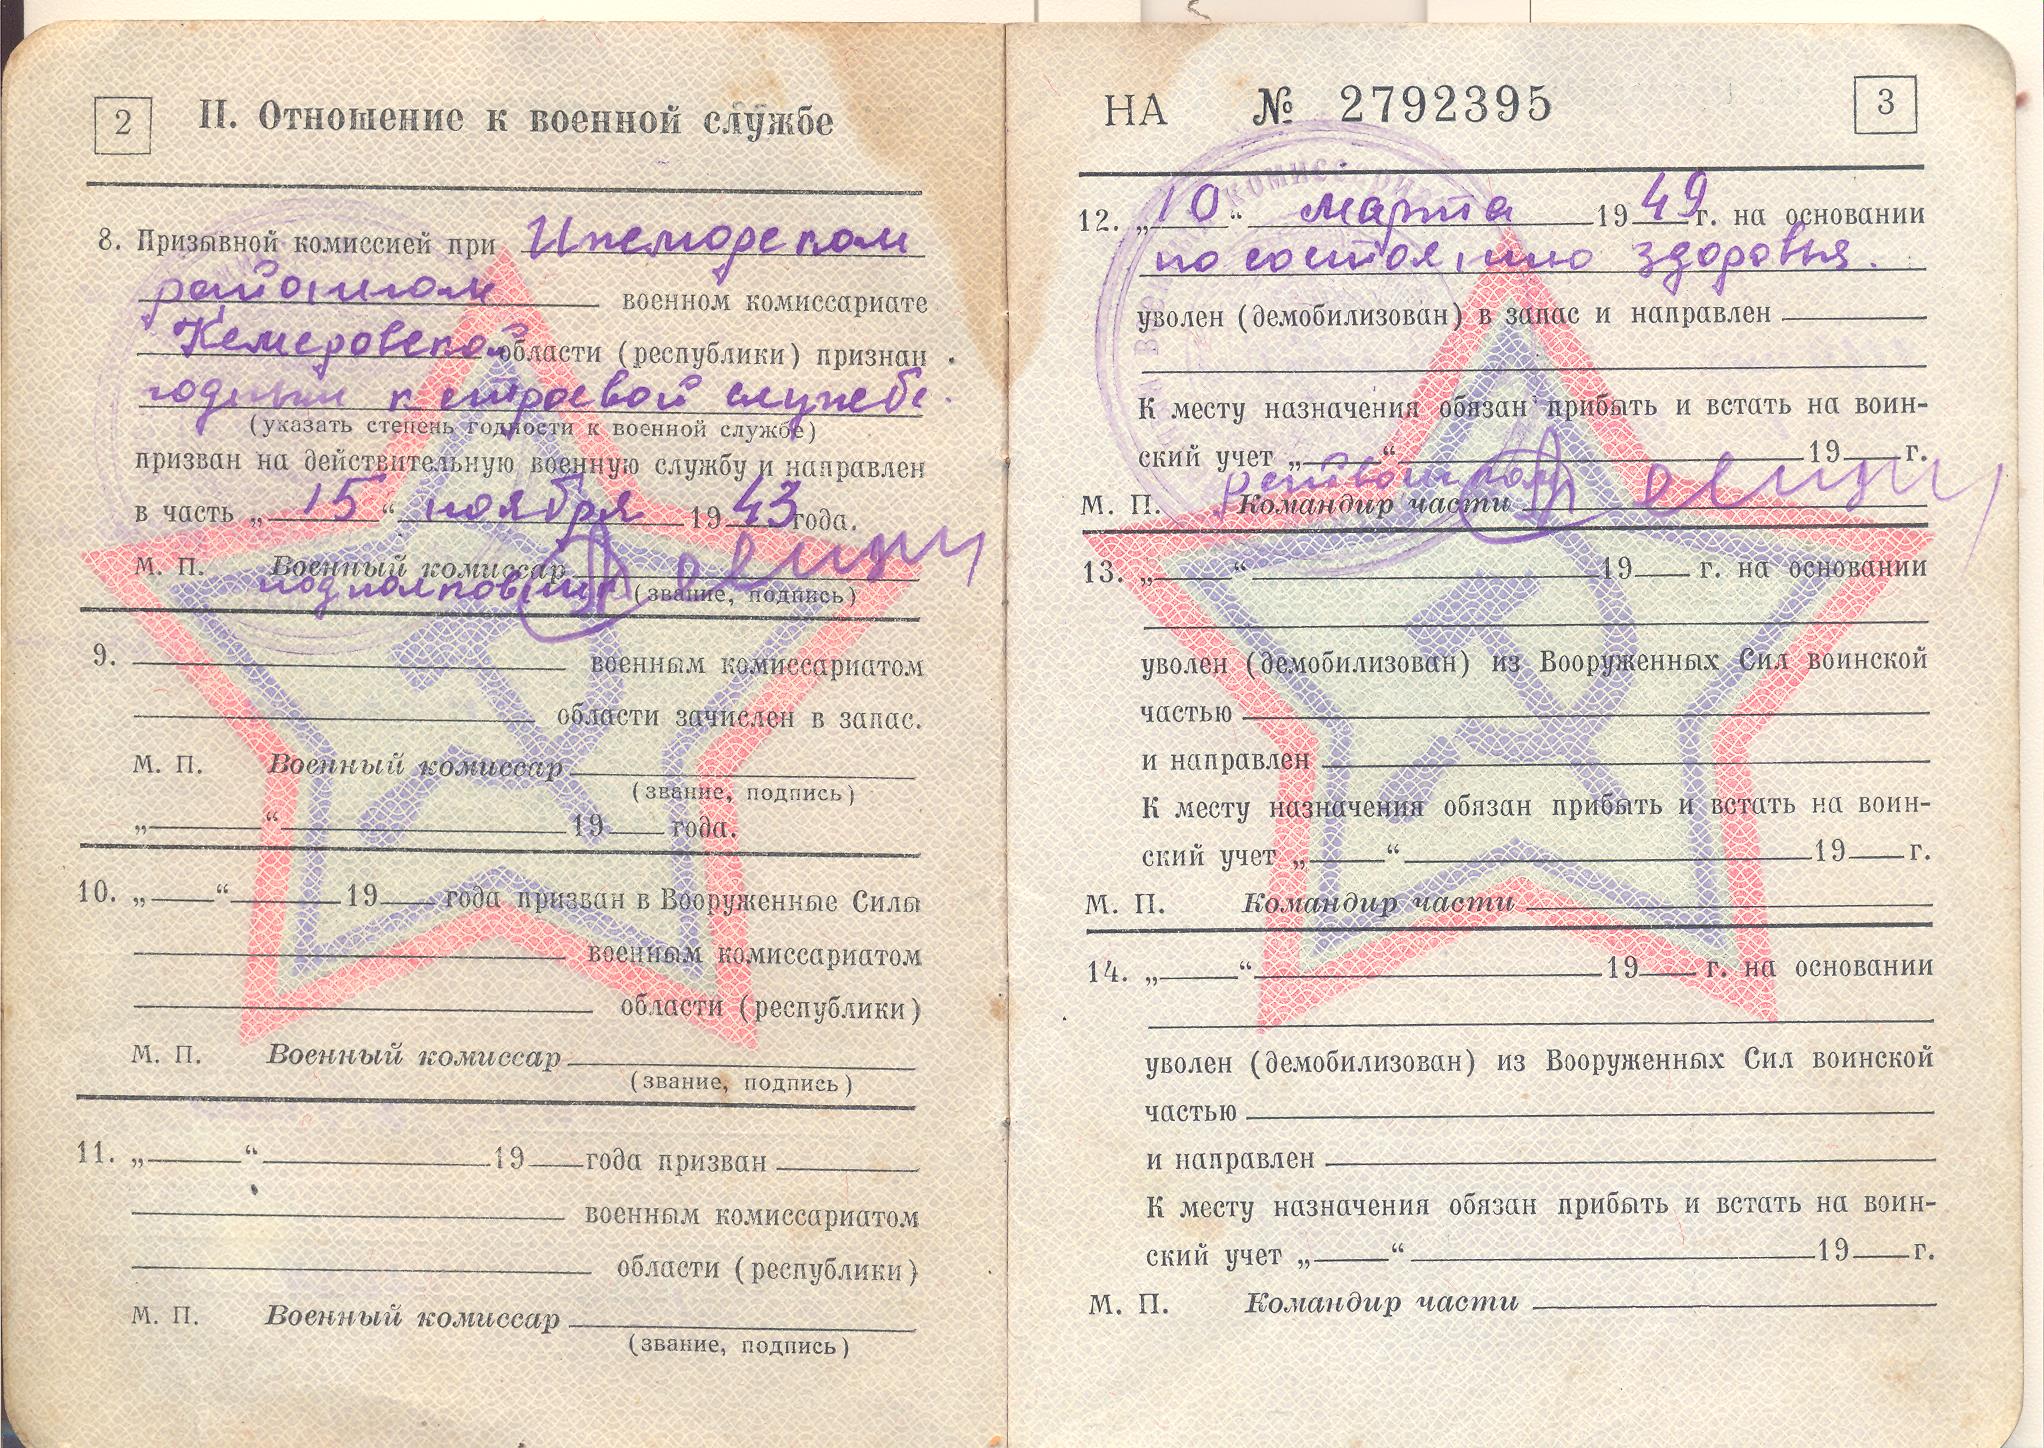 2 II. Отношение к военной службе
8. Призывной комиссией при Ижморском
районном военном комиссариате
Кемеровской области (республики) признан
годным к строевой службе.
(указать степень годности к военной службе)
призван на действительную военную службу и направлен
в часть „ 15 “ ноября 19 43 года.
М. П. Военный комиссар
подполковник (звание, подпись)
9. военным комиссариатом
области зачислен в запас.
М. П. Военный комиссар
(звание, подпись)
„ “ 19 года.
10. „ “ 19 года призван в Вооруженные Силы
военным комиссариатом
области (республики)
М. П. Военный комиссар
(звание, подпись)
11. „ “ 19 года призван
военным комиссариатом
области (республики)
М. П. Военный комиссар
(звание, подпись)
НА № 2792395 3
12. „ 10 “ марта 19 49 г. на основании
по состоянию здоровья.
уволен (демобилизован) в запас и направлен
К месту назначения обязан прибыть и встать на воин-
ский учет „ “ 19 г.
М. П. Командир части
13. „ “ 19 г. на основании
уволен (демобилизован) из Вооруженных Сил воинской
частью
и направлен
К месту назначения обязан прибыть и встать на воин-
ский учет „ “ 19 г.
М. П. Командир части
14. „ “ 19 г. на основании
уволен (демобилизован) из Вооруженных Сил воинской
частью
и направлен
К месту назначения обязан прибыть и встать на воин-
ский учет „ “ 19 г.
М. П. Командир части